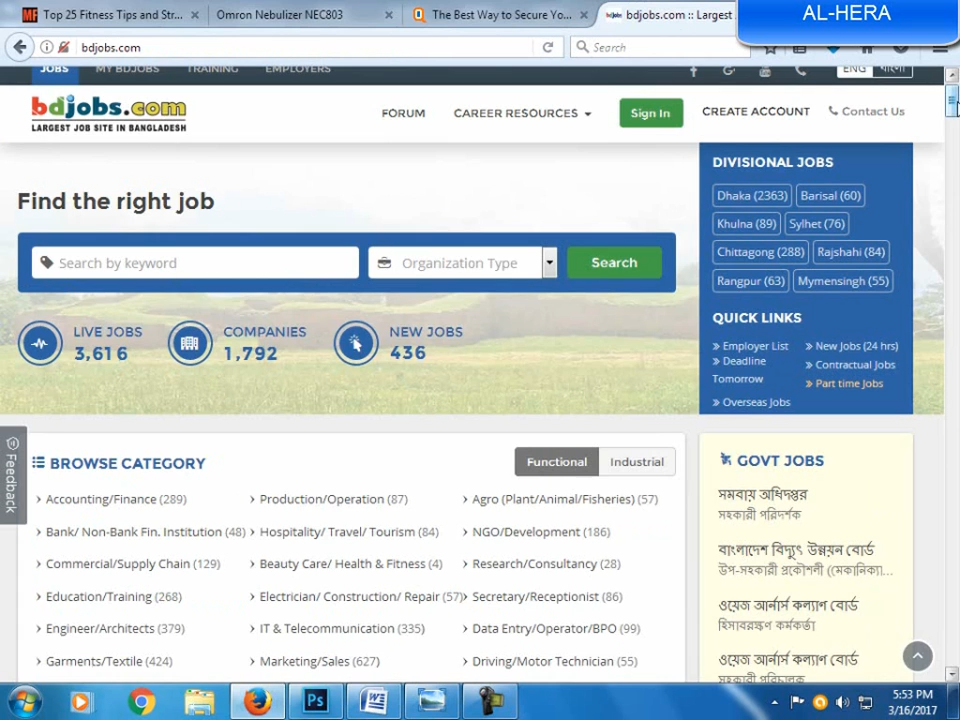 Top 25 Fitness Tips and Str...
Omron Nebulizer NEC803
The Best Way to Secure Yo...
bdjobs.com :: Largest
AL-HERA
bdjobs.com
Search
JOBS
MY BDJOBS
TRAINING
EMPLOYERS
ENG
বাংলা
bdjobs.com
LARGEST JOB SITE IN BANGLADESH
FORUM
CAREER RESOURCES
Sign In
CREATE ACCOUNT
Contact Us
Find the right job
Search by keyword
Organization Type
Search
LIVE JOBS
3,616
COMPANIES
1,792
NEW JOBS
436
DIVISIONAL JOBS
Dhaka (2363) Barisal (60)
Khulna (89) Sylhet (76)
Chittagong (288) Rajshahi (84)
Rangpur (63) Mymensingh (55)
QUICK LINKS
» Employer List » New Jobs (24 hrs)
» Deadline
Tomorrow
» Contractual Jobs
» Part time Jobs
» Overseas Jobs
Feedback
BROWSE CATEGORY
Functional
Industrial
› Accounting/Finance (289) › Production/Operation (87) › Agro (Plant/Animal/Fisheries) (57)
› Bank/ Non-Bank Fin. Institution (48) › Hospitality/ Travel/ Tourism (84) › NGO/Development (186)
› Commercial/Supply Chain (129) › Beauty Care/ Health & Fitness (4) › Research/Consultancy (28)
› Education/Training (268) › Electrician/ Construction/ Repair (57) › Secretary/Receptionist (86)
› Engineer/Architects (379) › IT & Telecommunication (335) › Data Entry/Operator/BPO (99)
› Garments/Textile (424) › Marketing/Sales (627) › Driving/Motor Technician (55)
GOVT JOBS
সমবায় অধিদপ্তর
সহকারী পরিদর্শক
বাংলাদেশ বিদ্যুৎ উন্নয়ন বোর্ড
উপ-সহকারী প্রকৌশলী (মেকানিক্যা...
ওয়েজ আর্নার্স কল্যাণ বোর্ড
হিসাবরক্ষণ কর্মকর্তা
ওয়েজ আর্নার্স কল্যাণ বোর্ড
সহকারী পরিচালক
Ps
5:53 PM
3/16/2017